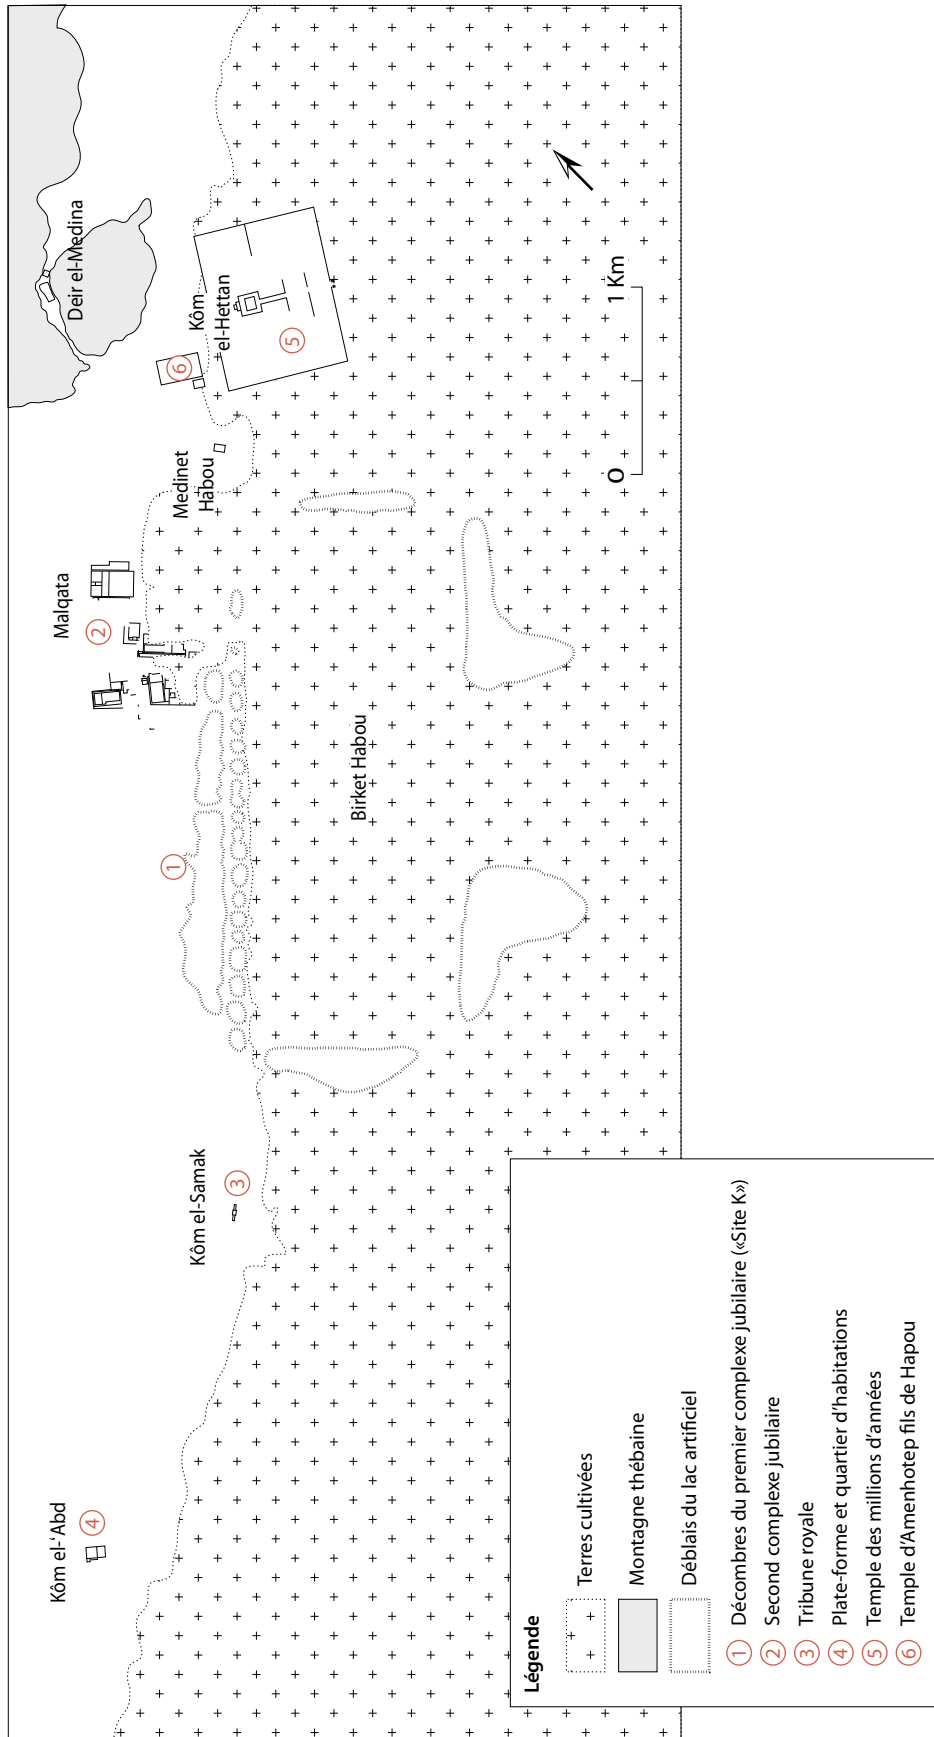 Kôm el-‘Abd
4
Kôm el-Samak
3
1
Malqata
2
Medinet
Habou
Deir el-Medina
6
Kôm
el-Hettan
5
Birket Habou
O
1 Km
Légende
Terres cultivées
Montagne thébaine
Déblais du lac artificiel
1 Décombres du premier complexe jubilaire («Site K»)
2 Second complexe jubilaire
3 Tribune royale
4 Plate-forme et quartier d’habitations
5 Temple des millions d’années
6 Temple d’Amenhotep fils de Hapou